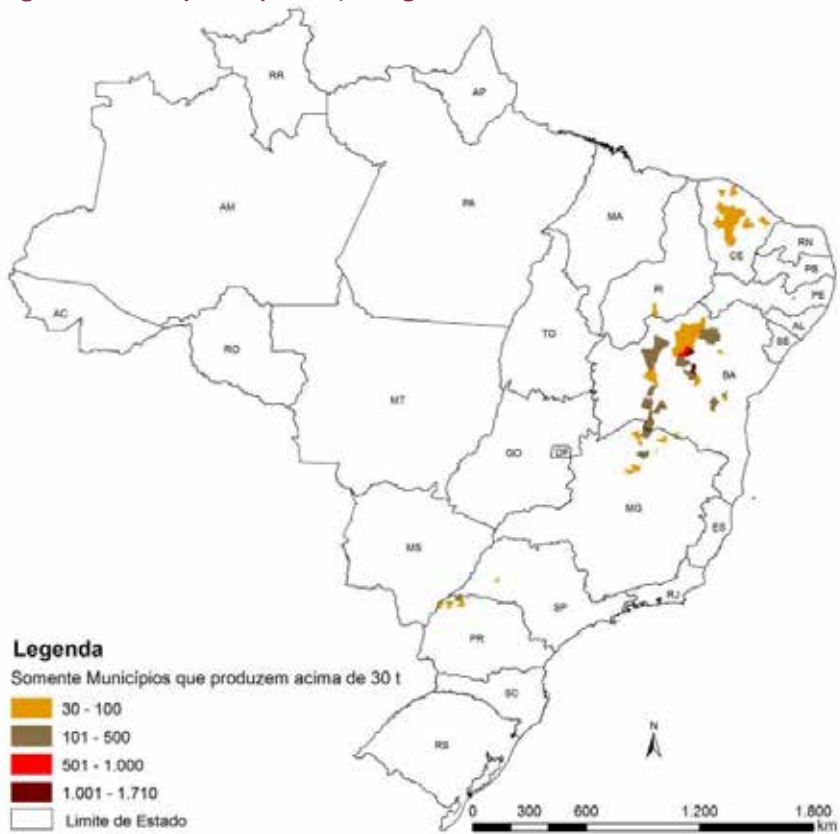 RR
AP
AM
PA
MA
CE
RN
PB
PE
AL
SE
PI
AC
RO
TO
BA
MT
GO
DF
MG
ES
MS
SP
RJ
PR
SC
RS
N
Legenda
Somente Municípios que produzem acima de 30 t
30 - 100
101 - 500
501 - 1.000
1.001 - 1.710
Limite de Estado
0 300 600 1.200 1.800
km